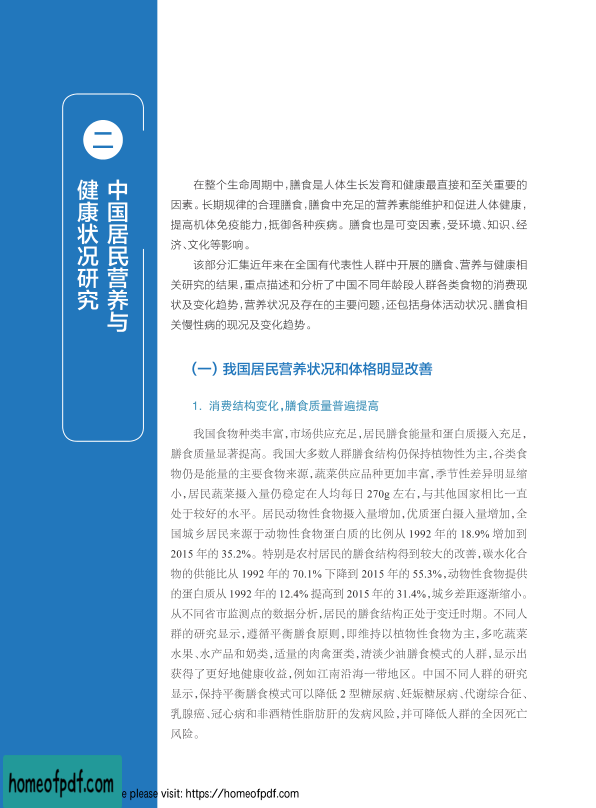 二
中国居民营养与
健康状况研究
在整个生命周期中,膳食是人体生长发育和健康最直接和至关重要的
因素。长期规律的合理膳食,膳食中充足的营养素能维护和促进人体健康,
提高机体免疫能力,抵御各种疾病。膳食也是可变因素,受环境、知识、经
济、文化等影响。
该部分汇集近年来在全国有代表性人群中开展的膳食、营养与健康相
关研究的结果,重点描述和分析了中国不同年龄段人群各类食物的消费现
状及变化趋势,营养状况及存在的主要问题,还包括身体活动状况、膳食相
关慢性病的现况及变化趋势。
(一)我国居民营养状况和体格明显改善
1. 消费结构变化,膳食质量普遍提高
我国食物种类丰富,市场供应充足,居民膳食能量和蛋白质摄入充足,
膳食质量显著提高。我国大多数人群膳食结构仍保持植物性为主,谷类食
物仍是能量的主要食物来源,蔬菜供应品种更加丰富,季节性差异明显缩
小,居民蔬菜摄入量仍稳定在人均每日 270g 左右,与其他国家相比一直
处于较好的水平。居民动物性食物摄入量增加,优质蛋白摄入量增加,全
国城乡居民来源于动物性食物蛋白质的比例从 1992 年的 18.9% 增加到
2015 年的 35.2%。特别是农村居民的膳食结构得到较大的改善,碳水化合
物的供能比从 1992 年的 70.1% 下降到 2015 年的 55.3%,动物性食物提供
的蛋白质从 1992 年的 12.4% 提高到 2015 年的 31.4%,城乡差距逐渐缩小。
从不同省市监测点的数据分析,居民的膳食结构正处于变迁时期。不同人
群的研究显示,遵循平衡膳食原则,即维持以植物性食物为主,多吃蔬菜
水果、水产品和奶类,适量的肉禽蛋类,清淡少油膳食模式的人群,显示出
获得了更好地健康收益,例如江南沿海一带地区。中国不同人群的研究
显示,保持平衡膳食模式可以降低 2 型糖尿病、妊娠糖尿病、代谢综合征、
乳腺癌、冠心病和非酒精性脂肪肝的发病风险,并可降低人群的全因死亡
风险。
homeofpdf.com
e please visit: https://homeofpdf.com